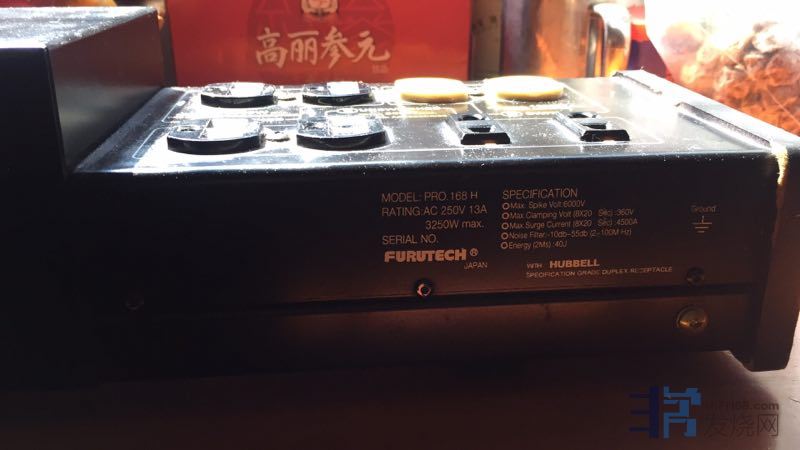 高丽参元
MODEL: PRO.168 H
RATING:AC 250V 13A
3250W max.
SERIAL NO.
FURUTECH®
JAPAN
SPECIFICATION
Max. Spike Volt:6000V
Max.Clamping Volt (8X20 Sec) :360V
Max.Surge Current (8X20 Sec) :4500A
Noise Filter:-10db~55db (2~100M Hz)
Energy (2Ms) :40J
WITH HUBBELL
SPECIFICATION GRADE DUPLEX RECEPTACLE
Ground
发烧网